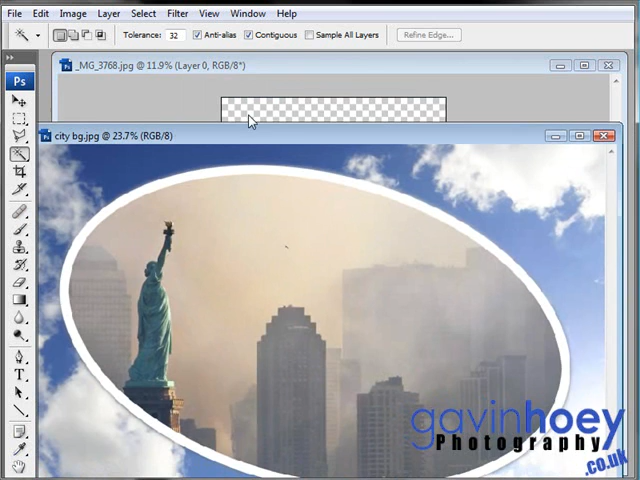 File Edit Image Layer Select Filter View Window Help
Tolerance: 32 Anti-alias Contiguous Sample All Layers Refine Edge...
_MG_3768.jpg @ 11.9% (Layer 0, RGB/8*)
Ps
city bg.jpg @ 23.7% (RGB/8)
T
gavinhoey
Photography
.co.uk